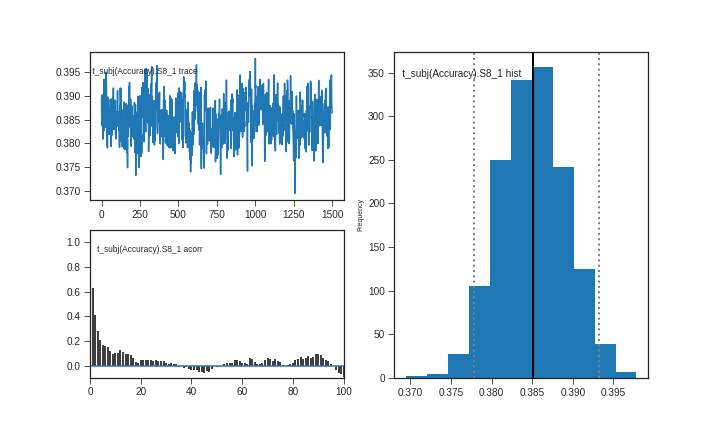 t_subj(Accuracy).S8_1 trace
0.395
0.390
0.385
0.380
0.375
0.370
0 250 500 750 1000 1250 1500
t_subj(Accuracy).S8_1 acorr
1.0
0.8
0.6
0.4
0.2
0.0
0 20 40 60 80 100
t_subj(Accuracy).S8_1 hist
Frequency
350
300
250
200
150
100
50
0
0.370 0.375 0.380 0.385 0.390 0.395